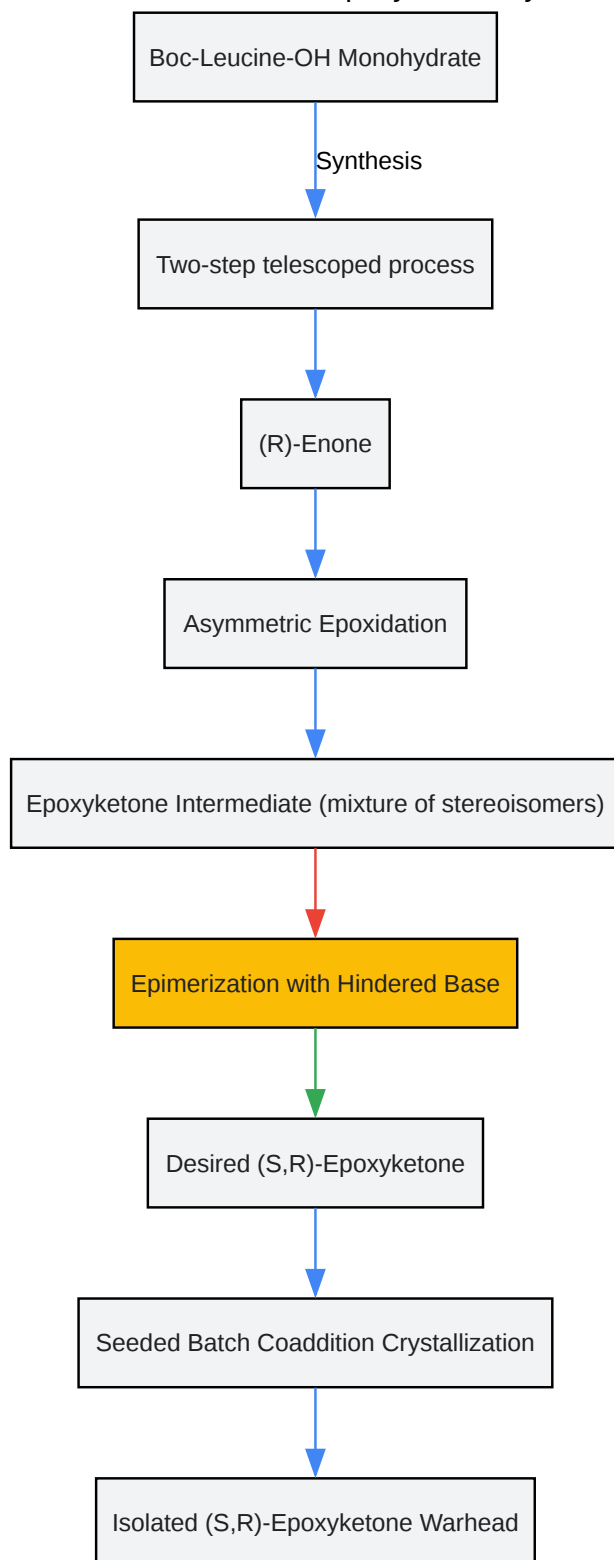 Boc-Leucine-OH Monohydrate
Synthesis
Two-step telescoped process
(R)-Enone
Asymmetric Epoxidation
Epoxyketone Intermediate (mixture of stereoisomers)
Epimerization with Hindered Base
Desired (S,R)-Epoxyketone
Seeded Batch Coaddition Crystallization
Isolated (S,R)-Epoxyketone Warhead